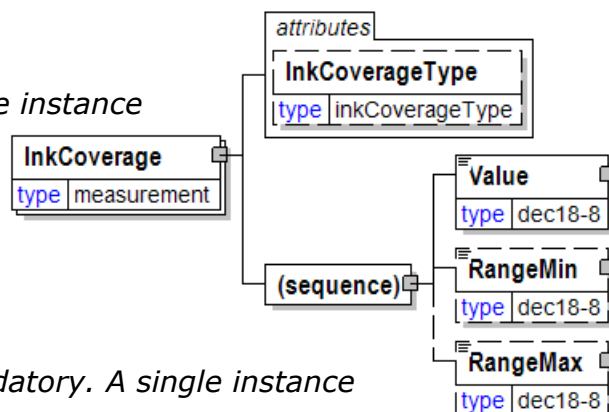 attributes
InkCoverageType
type inkCoverageType
e instance
InkCoverage
type measurement
Value
type dec18-8
(sequence)
RangeMin
type dec18-8
datory. A single instance
RangeMax
type dec18-8